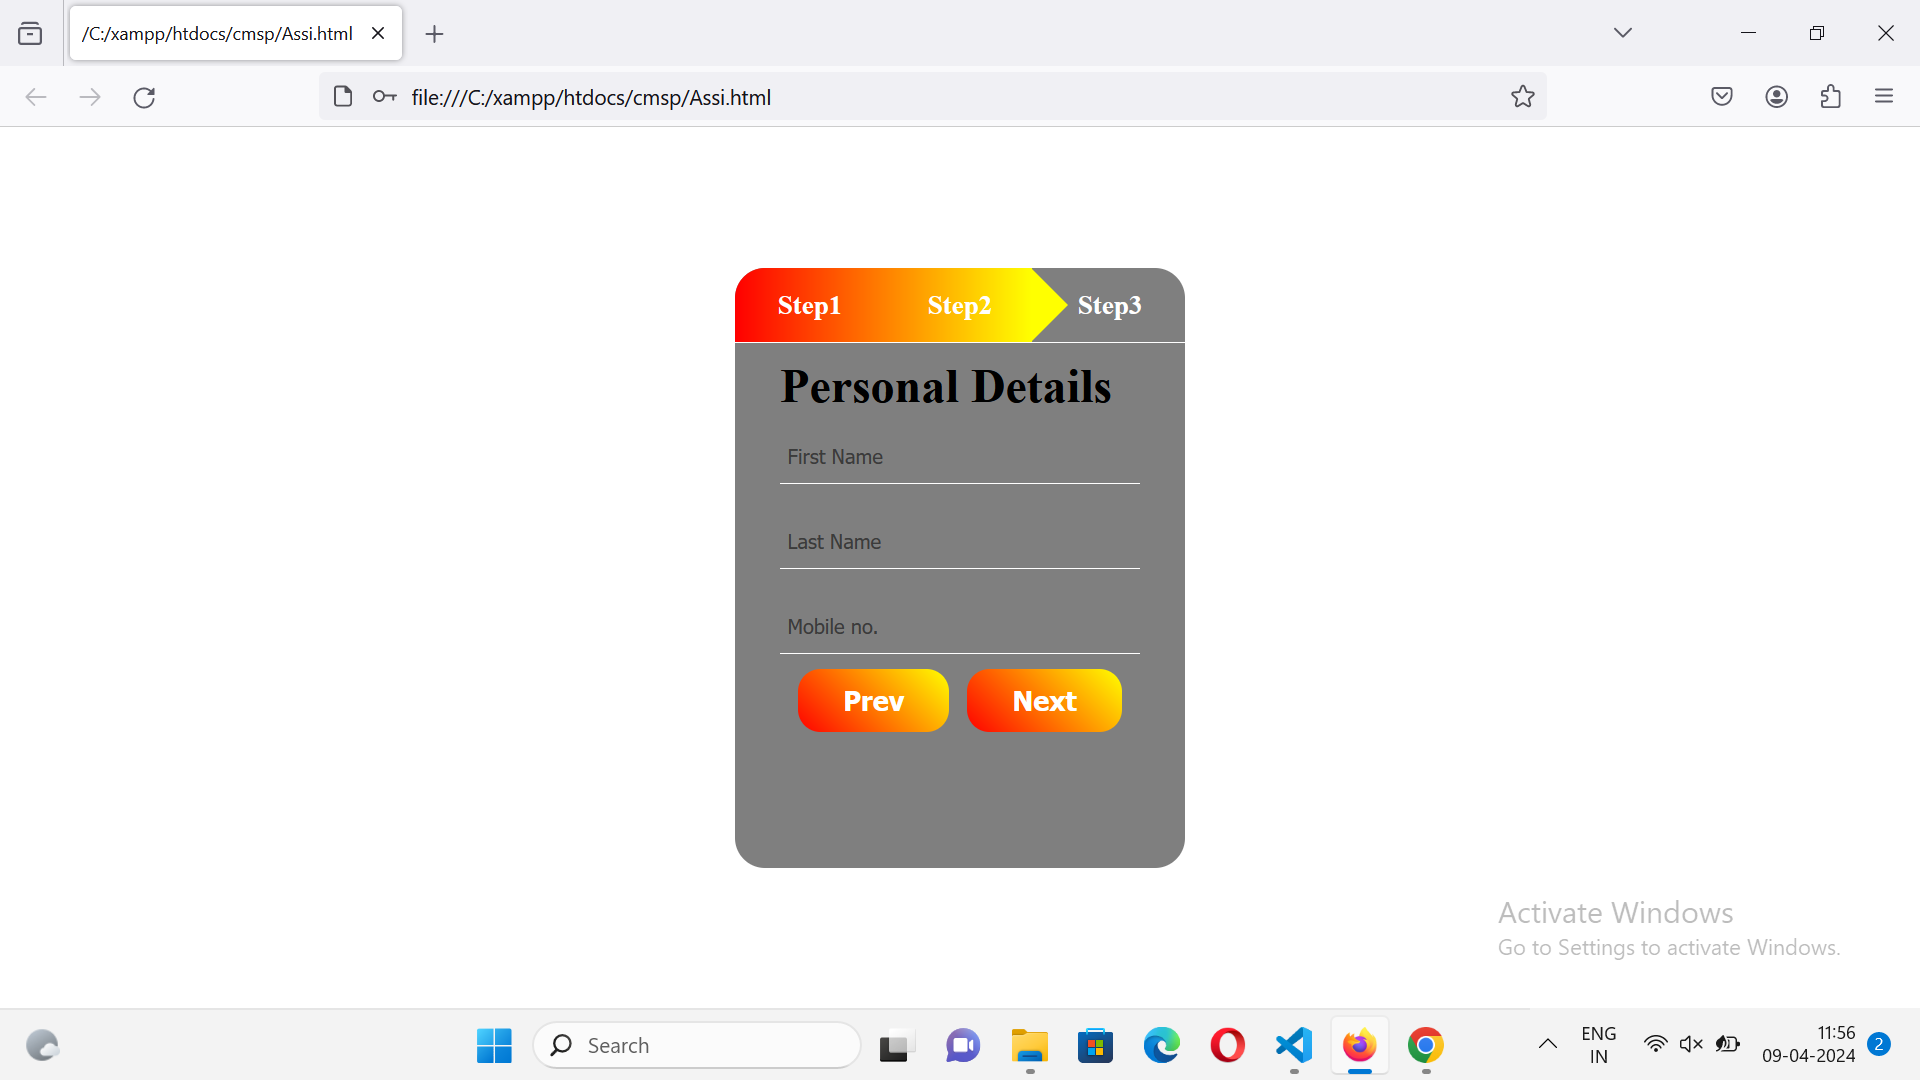 /C:/xampp/htdocs/cmsp/Assi.html
file:///C:/xampp/htdocs/cmsp/Assi.html
Step1 Step2 Step3
Personal Details
First Name
Last Name
Mobile no.
Prev Next
Activate Windows
Go to Settings to activate Windows.
Search
ENG
IN
11:56
09-04-2024
2